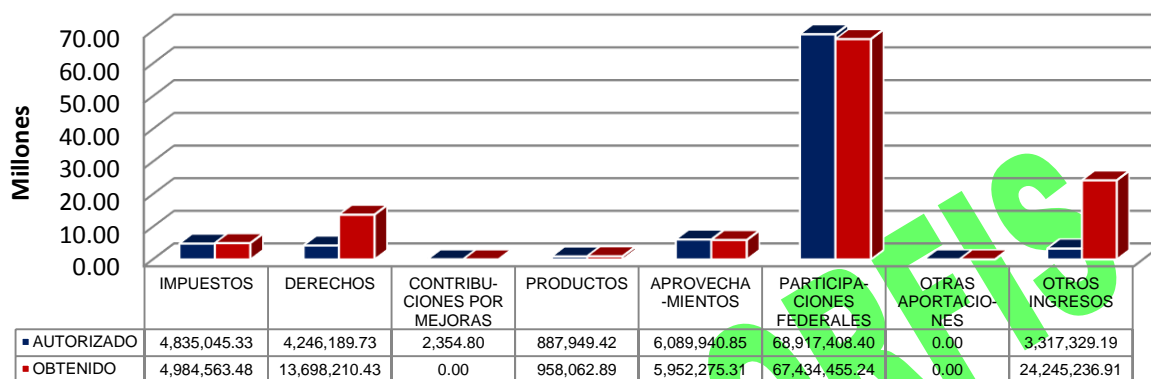 70.00
60.00
50.00
40.00
30.00
20.00
10.00
0.00
Millones
IMPUESTOS
DERECHOS
CONTRIBU-
CIONES POR
MEJORAS
PRODUCTOS
APROVECHA
-MIENTOS
PARTICIPA-
CIONES
FEDERALES
OTRAS
APORTACIO-
NES
OTROS
INGRESOS
AUTORIZADO 4,835,045.33 4,246,189.73 2,354.80 887,949.42 6,089,940.85 68,917,408.40 0.00 3,317,329.19
OBTENIDO 4,984,563.48 13,698,210.43 0.00 958,062.89 5,952,275.31 67,434,455.24 0.00 24,245,236.91
ORFIS